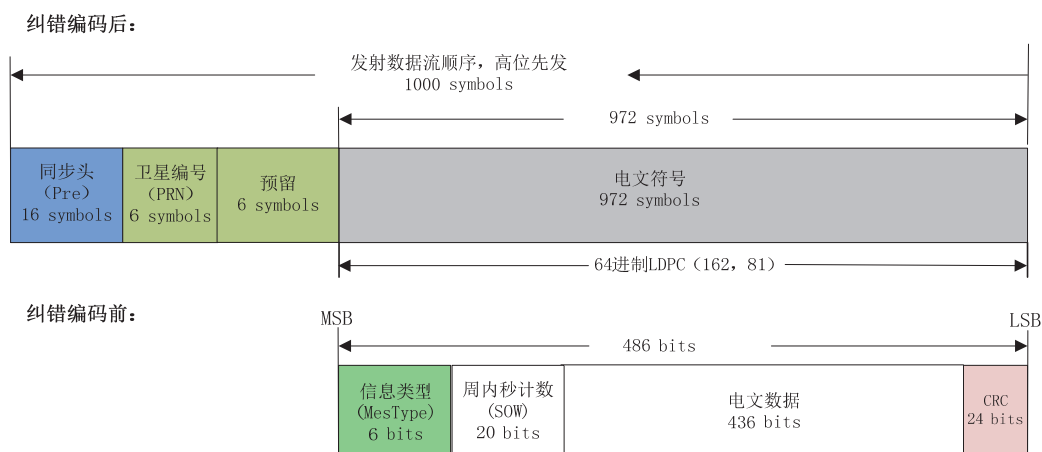 纠错编码后：
发射数据流顺序，高位先发
1000 symbols
972 symbols
同步头
（Pre）
16 symbols
卫星编号
（PRN）
6 symbols
预留
6 symbols
电文符号
972 symbols
64进制LDPC（162，81）
纠错编码前：
MSB
LSB
486 bits
信息类型
(MesType)
6 bits
周内秒计数
(SOW)
20 bits
电文数据
436 bits
CRC
24 bits